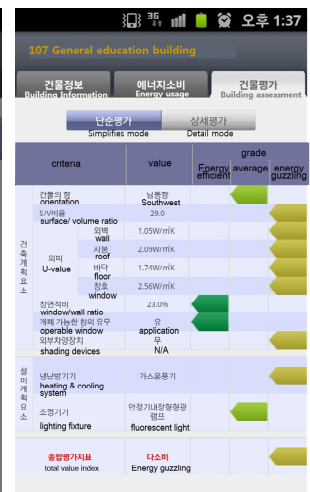 3G 오후 1:37
107 General education building
건물정보 에너지소비 건물평가
Building Information Energy usage Building assessment
단순평가 상세평가
Simplifies mode Detail mode
criteria value grade
Energy efficient average energy guzzling
건물의 향 남동향
orientation Southwest
S/V비율 29.0
surface/ volume ratio
외벽 1.05W/㎡K
wall
건축계획요소
외피 지붕 2.09W/㎡K
U-value roof
바닥 1.74W/㎡K
floor
창호 2.56W/㎡K
window
창면적비 23.0%
window/wall ratio
개폐 가능한 창의 유무 유
operable window application
외부차양장치 무
shading devices N/A
설비계획요소
냉난방기기 가스온풍기
heating & cooling system
조명기기 안정기내장형형광램프
lighting fixture fluorescent light
종합평가지표 다소비
total value index Energy guzzling